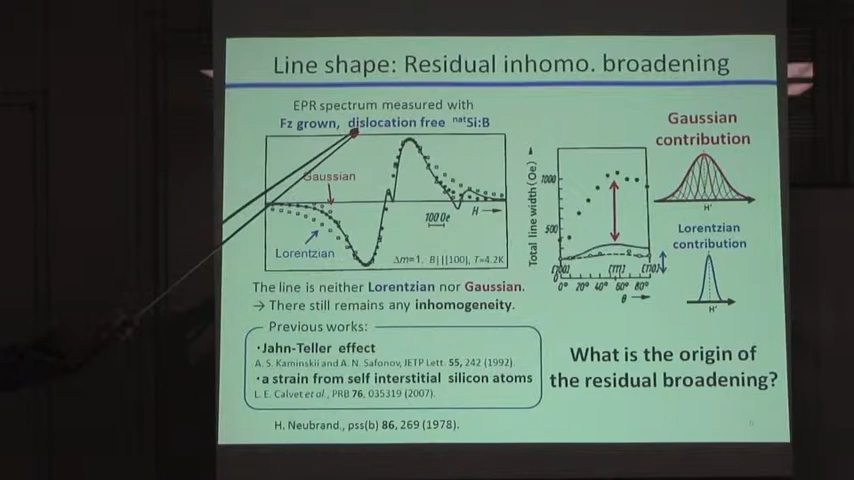 Line shape: Residual inhomo. broadening
EPR spectrum measured with
Fz grown, dislocation free natSi:B
Gaussian
Lorentzian
100 Oe
H
Δm=1, B||[100], T=4.2K
The line is neither Lorentzian nor Gaussian.
→ There still remains any inhomogeneity.
Previous works:
・Jahn-Teller effect
A. S. Kaminskii and A. N. Safonov, JETP Lett. 55, 242 (1992).
・a strain from self interstitial silicon atoms
L. E. Calvet et al., PRB 76, 035319 (2007).
H. Neubrand, pss(b) 86, 269 (1978).
Total line width (Oe)
1000
500
0
[100] [111] [110]
0° 20° 40° 60° 80°
θ
Gaussian
contribution
H'
Lorentzian
contribution
H'
What is the origin of
the residual broadening?